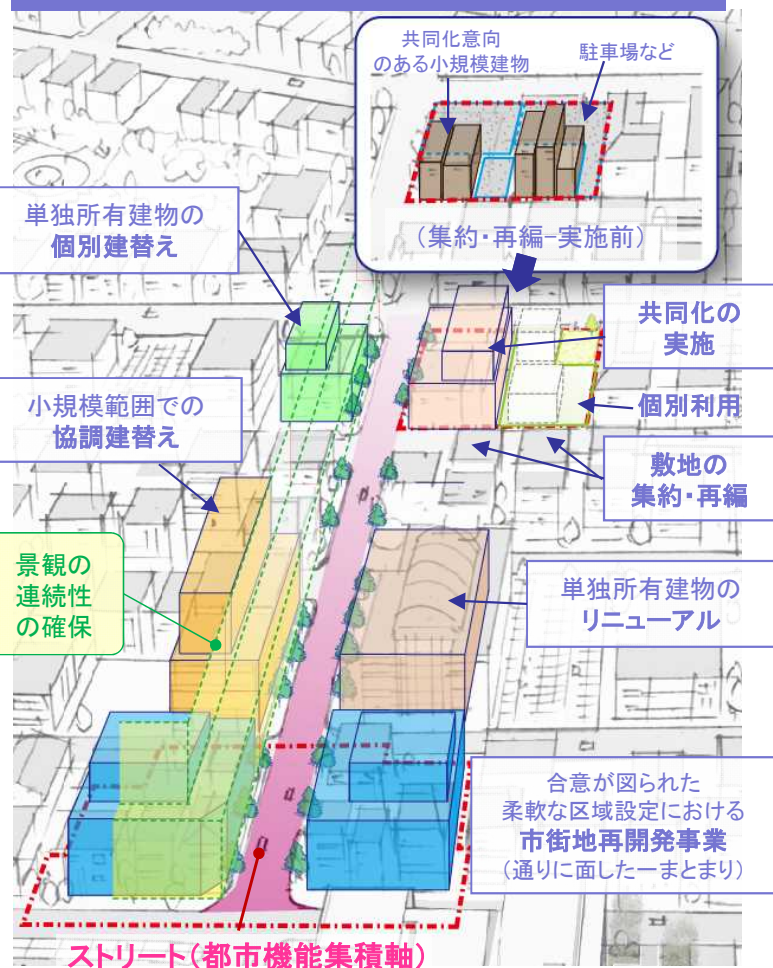 共同化意向
のある小規模建物
駐車場など
(集約・再編−実施前)
単独所有建物の
個別建替え
共同化の
実施
小規模範囲での
協調建替え
個別利用
敷地の
集約・再編
景観の
連続性
の確保
単独所有建物の
リニューアル
合意が図られた
柔軟な区域設定における
市街地再開発事業
(通りに面した一まとまり)
ストリート(都市機能集積軸)